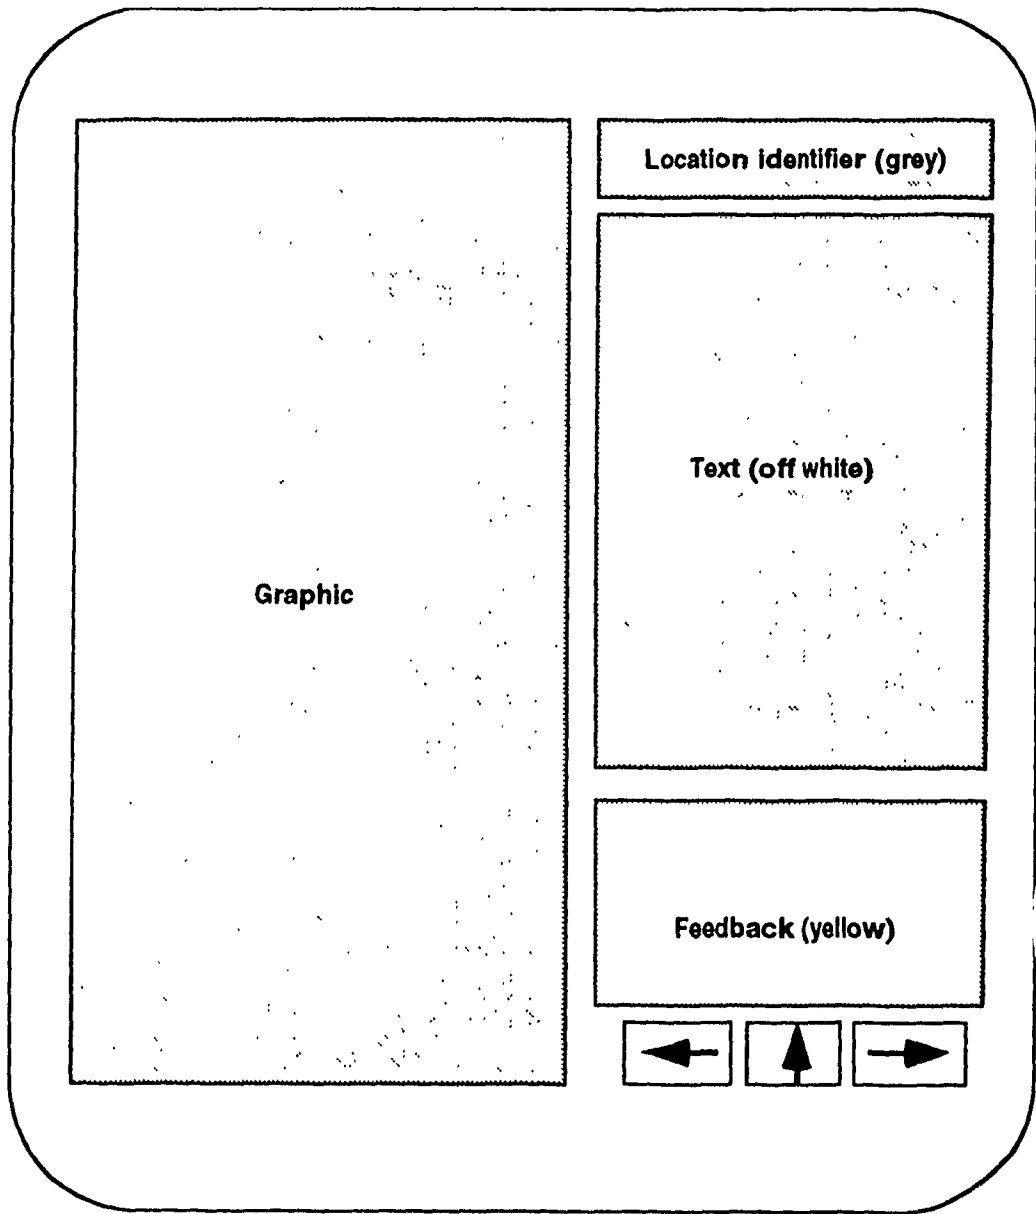 Location identifier (grey)
Text (off white)
Graphic
Feedback (yellow)